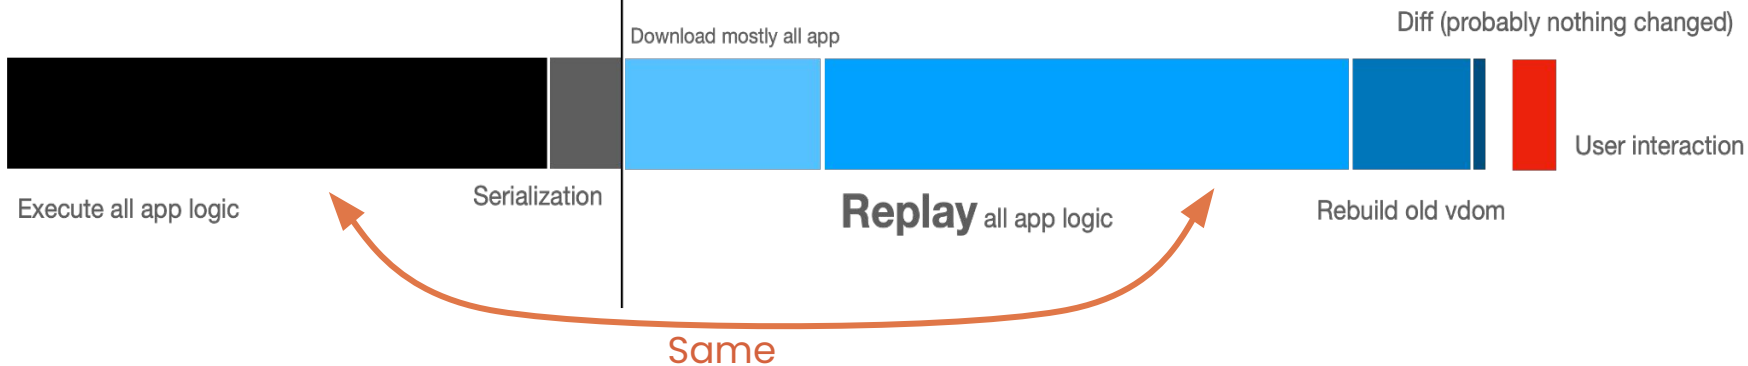 Diff (probably nothing changed)
Download mostly all app
User interaction
Execute all app logic
Serialization
Replay all app logic
Rebuild old vdom
Same